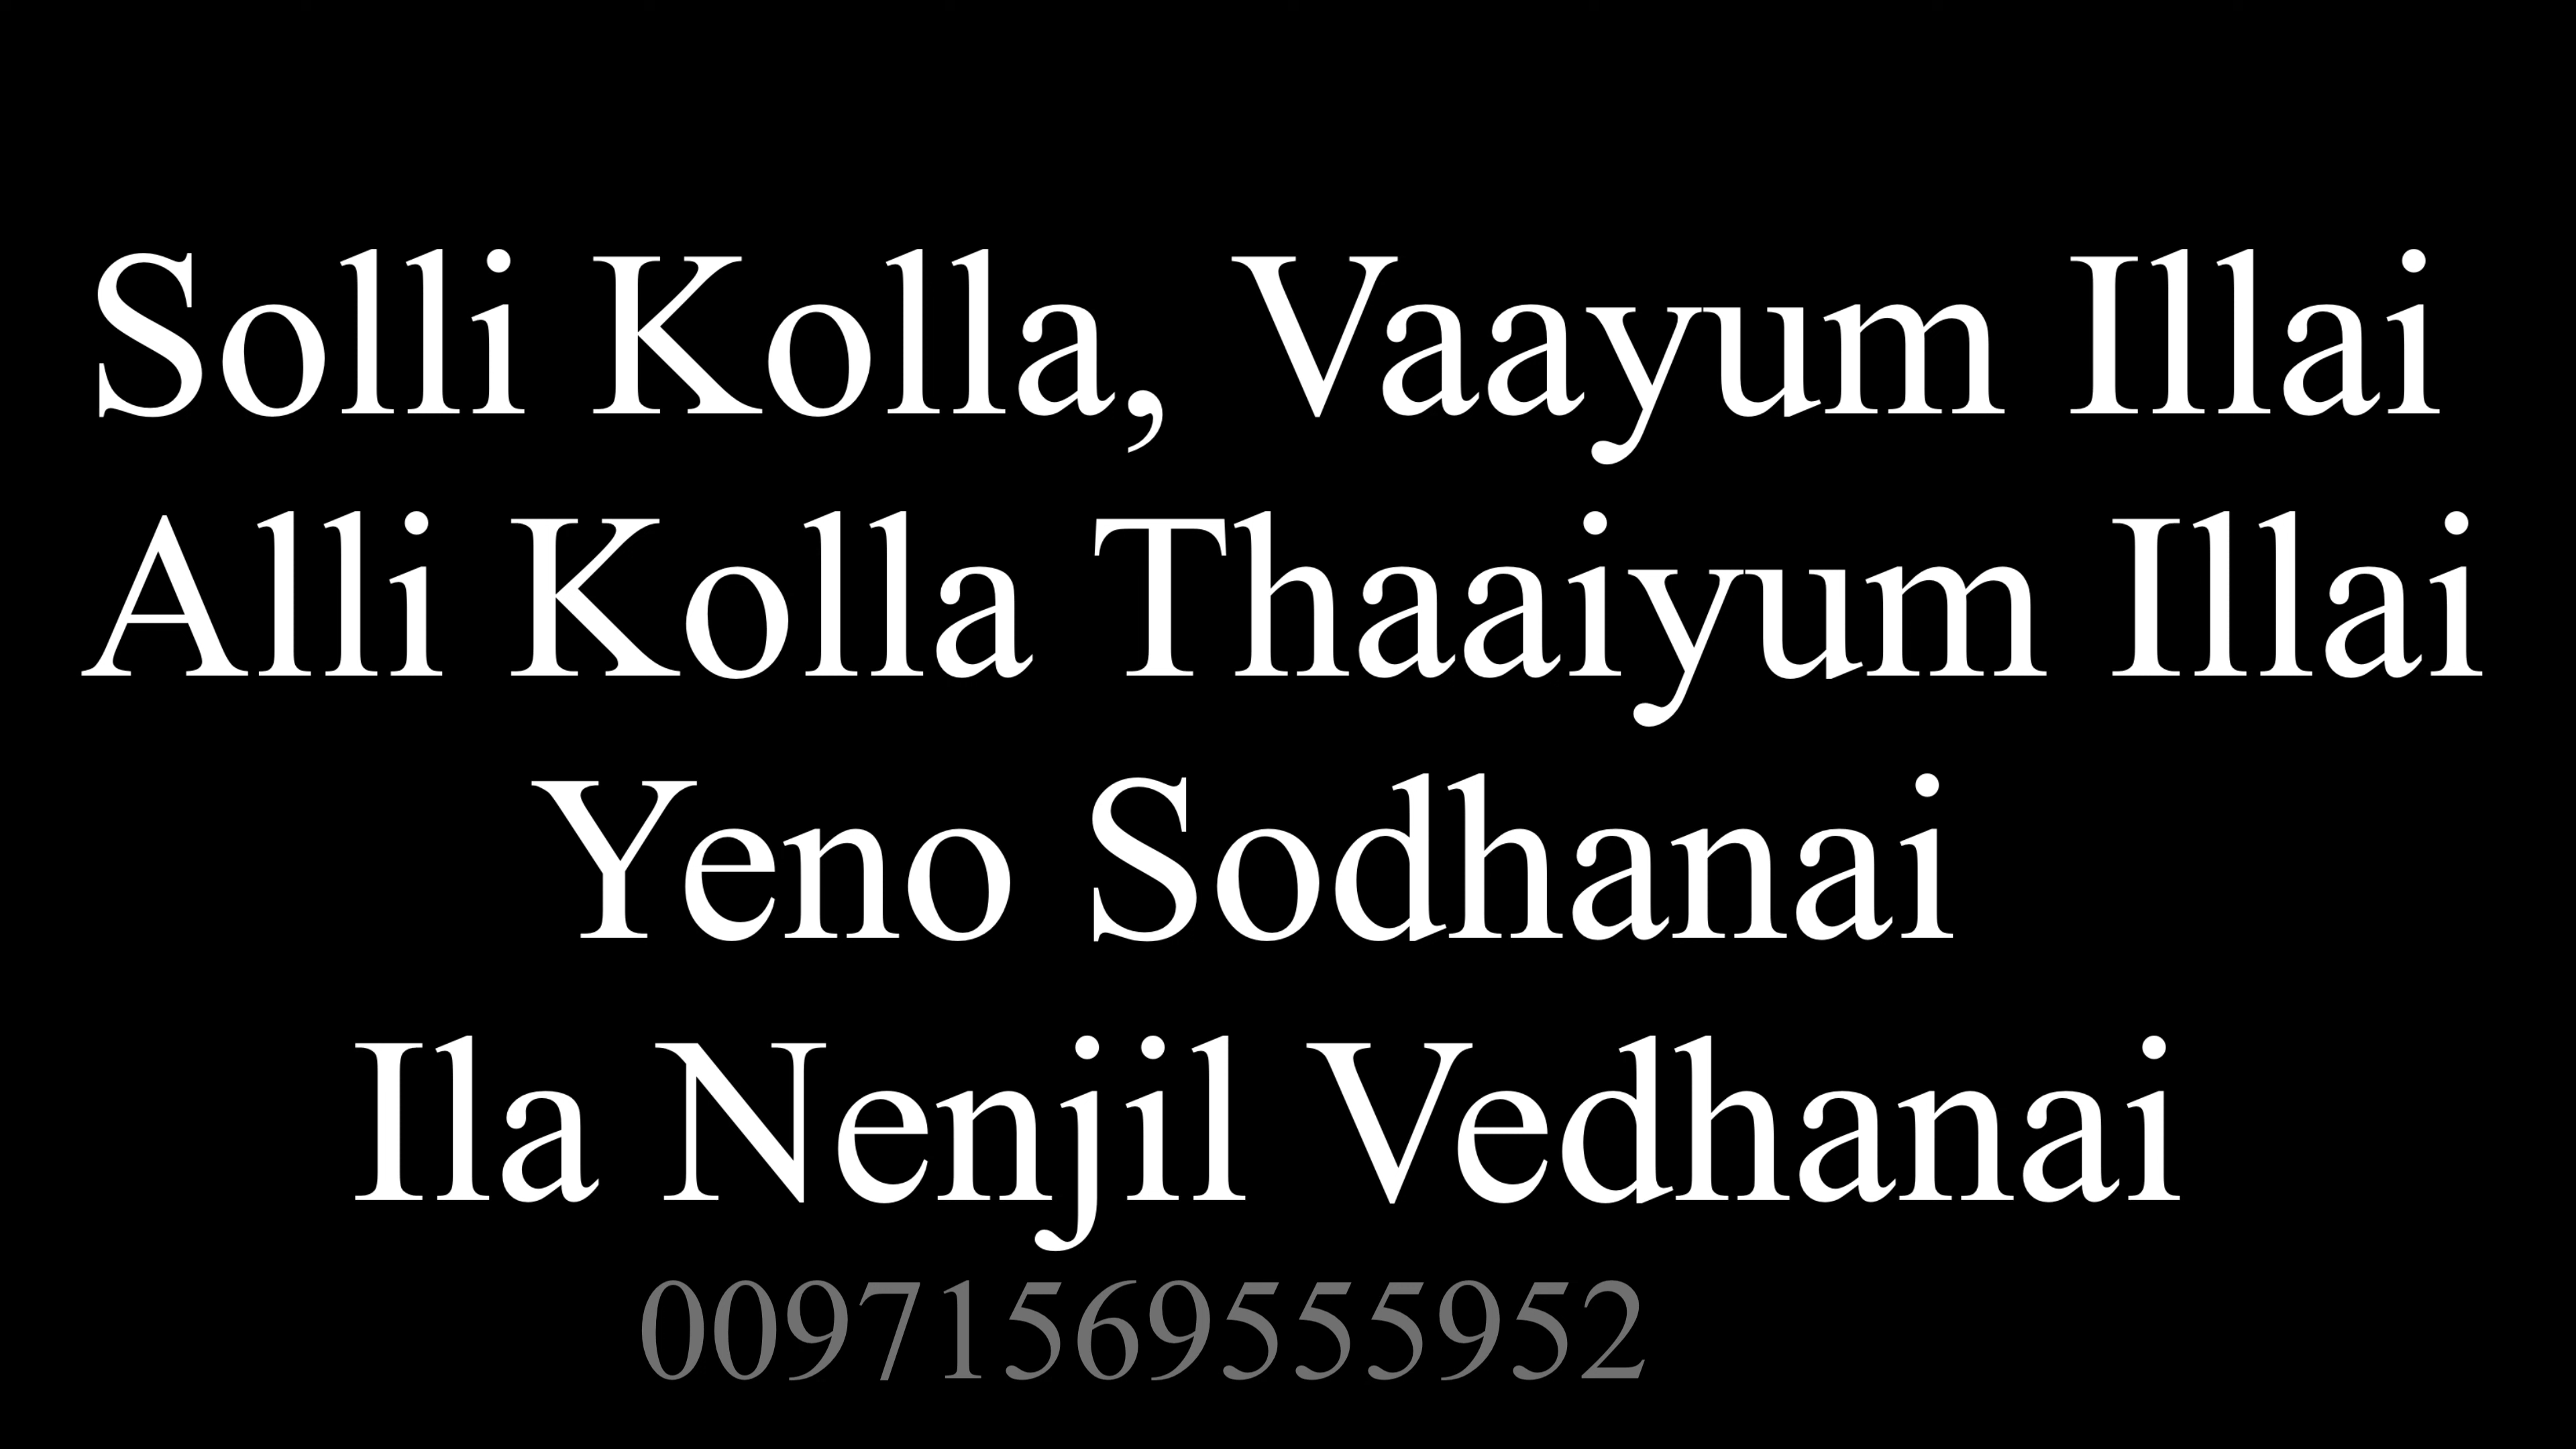 Solli Kolla, Vaayum Illai
Alli Kolla Thaaiyum Illai
Yeno Sodhanai
Ila Nenjil Vedhanai
00971569555952